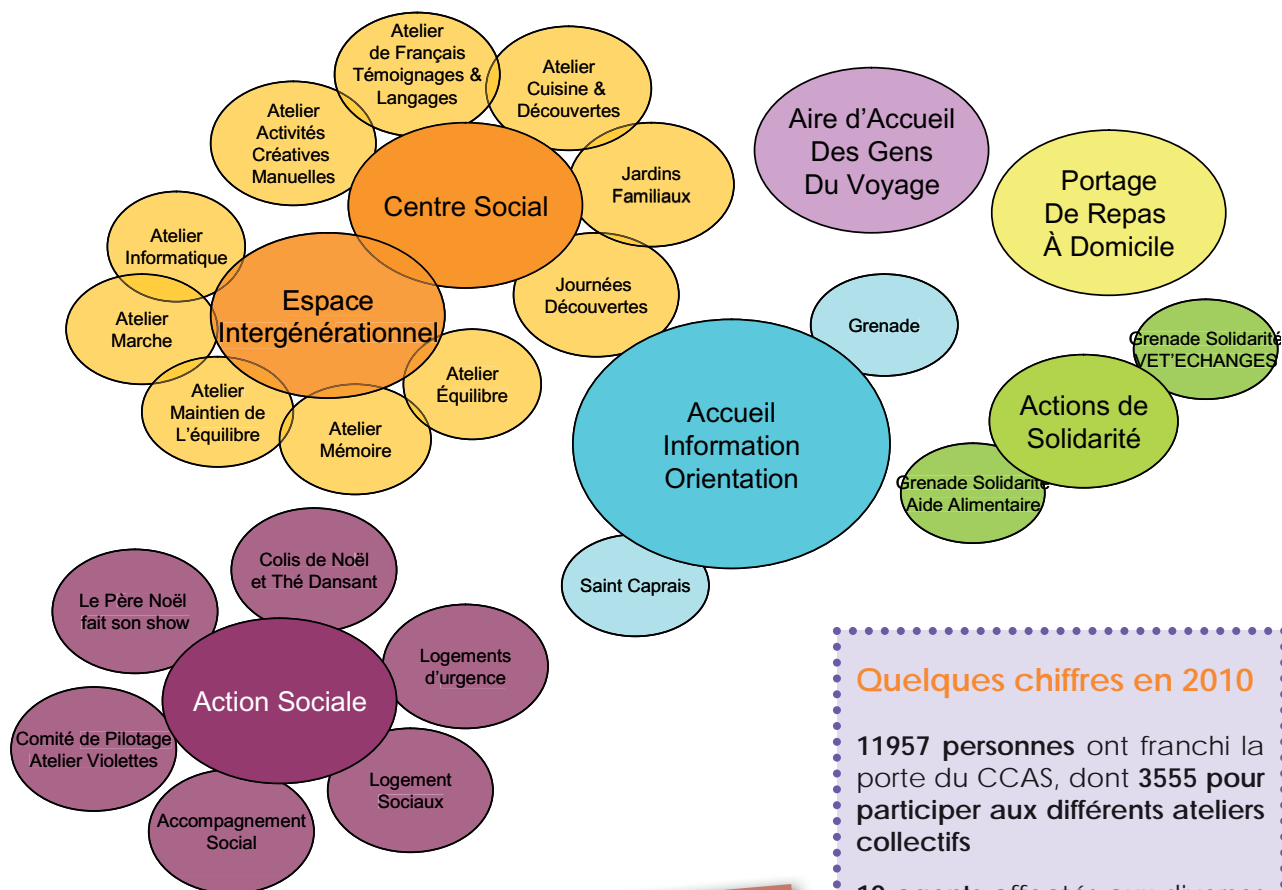 Atelier
de Français
Témoignages &
Langages
Atelier
Cuisine &
Découvertes
Atelier
Activités
Créatives
Manuelles
Jardins
Familiaux
Centre Social
Journées
Découvertes
Atelier
Informatique
Espace
Intergénérationnel
Atelier
Marche
Atelier
Maintien de
L'équilibre
Atelier
Mémoire
Atelier
Équilibre
Aire d'Accueil
Des Gens
Du Voyage
Portage
De Repas
À Domicile
Grenade
Accueil
Information
Orientation
Saint Caprais
Grenade Solidarité
VET'ECHANGES
Actions de
Solidarité
Grenade Solidarité
Aide Alimentaire
Colis de Noël
et Thé Dansant
Le Père Noël
fait son show
Logements
d'urgence
Action Sociale
Comité de Pilotage
Atelier Violettes
Logement
Sociaux
Accompagnement
Social
Quelques chiffres en 2010
11957 personnes ont franchi la
porte du CCAS, dont 3555 pour
participer aux différents ateliers
collectifs